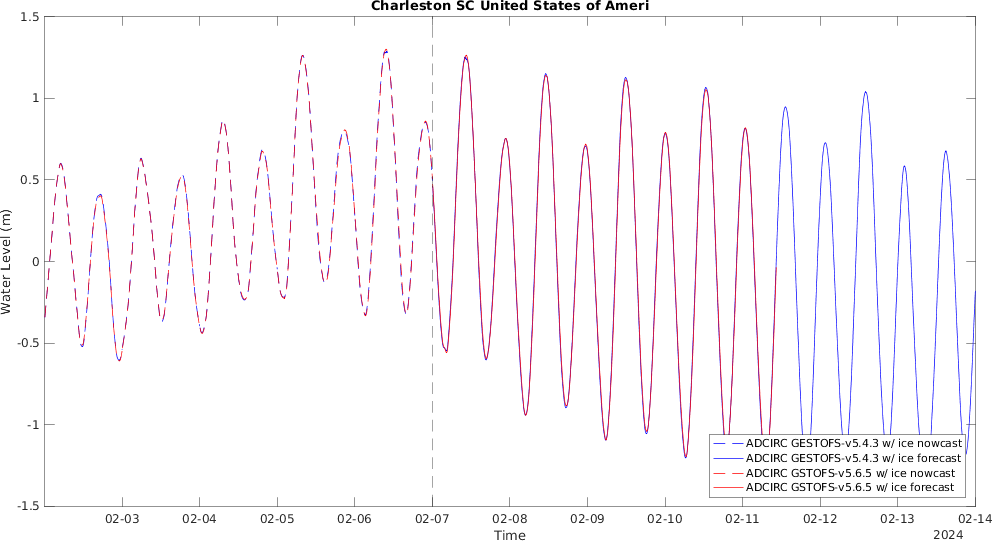 Charleston SC United States of Ameri
1.5
1
0.5
0
-0.5
-1
-1.5
Water Level (m)
ADCIRC GESTOFS-v5.4.3 w/ ice nowcast
ADCIRC GESTOFS-v5.4.3 w/ ice forecast
ADCIRC GSTOFS-v5.6.5 w/ ice nowcast
ADCIRC GSTOFS-v5.6.5 w/ ice forecast
02-03 02-04 02-05 02-06 02-07 02-08 02-09 02-10 02-11 02-12 02-13 02-14
Time
2024